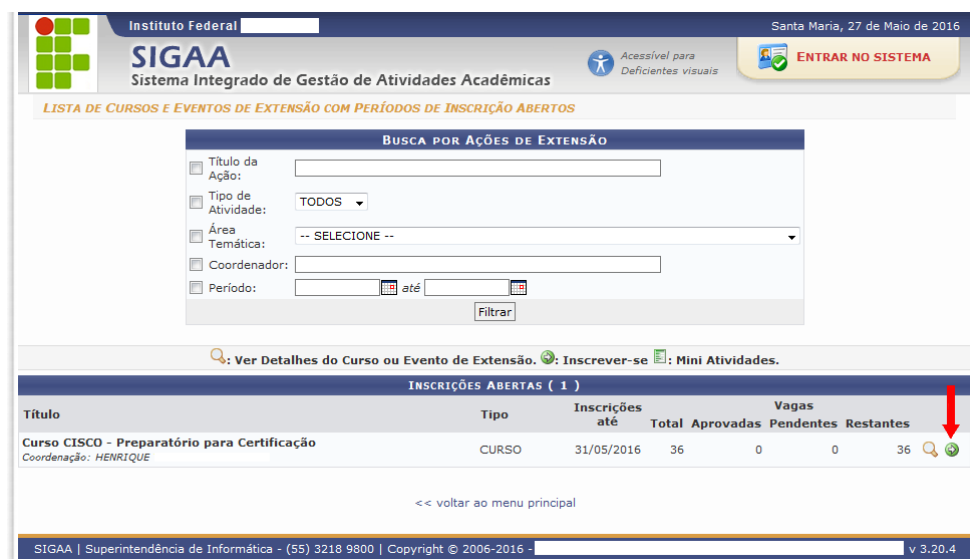 Instituto Federal
Santa Maria, 27 de Maio de 2016
SIGAA
Sistema Integrado de Gestão de Atividades Acadêmicas
Acessível para
Deficientes visuais
ENTRAR NO SISTEMA
LISTA DE CURSOS E EVENTOS DE EXTENSÃO COM PERÍODOS DE INSCRIÇÃO ABERTOS
BUSCA POR AÇÕES DE EXTENSÃO
Título da
Ação:
Tipo de
Atividade:
TODOS
Área
Temática:
-- SELECIONE --
Coordenador:
Período:
até
Filtrar
: Ver Detalhes do Curso ou Evento de Extensão. : Inscrever-se : Mini Atividades.
INSCRIÇÕES ABERTAS ( 1 )
Título Tipo Inscrições até Vagas
Total Aprovadas Pendentes Restantes
Curso CISCO - Preparatório para Certificação
Coordenação: HENRIQUE
CURSO 31/05/2016 36 0 0 36
<< voltar ao menu principal
SIGAA | Superintendência de Informática - (55) 3218 9800 | Copyright © 2006-2016 - v 3.20.4